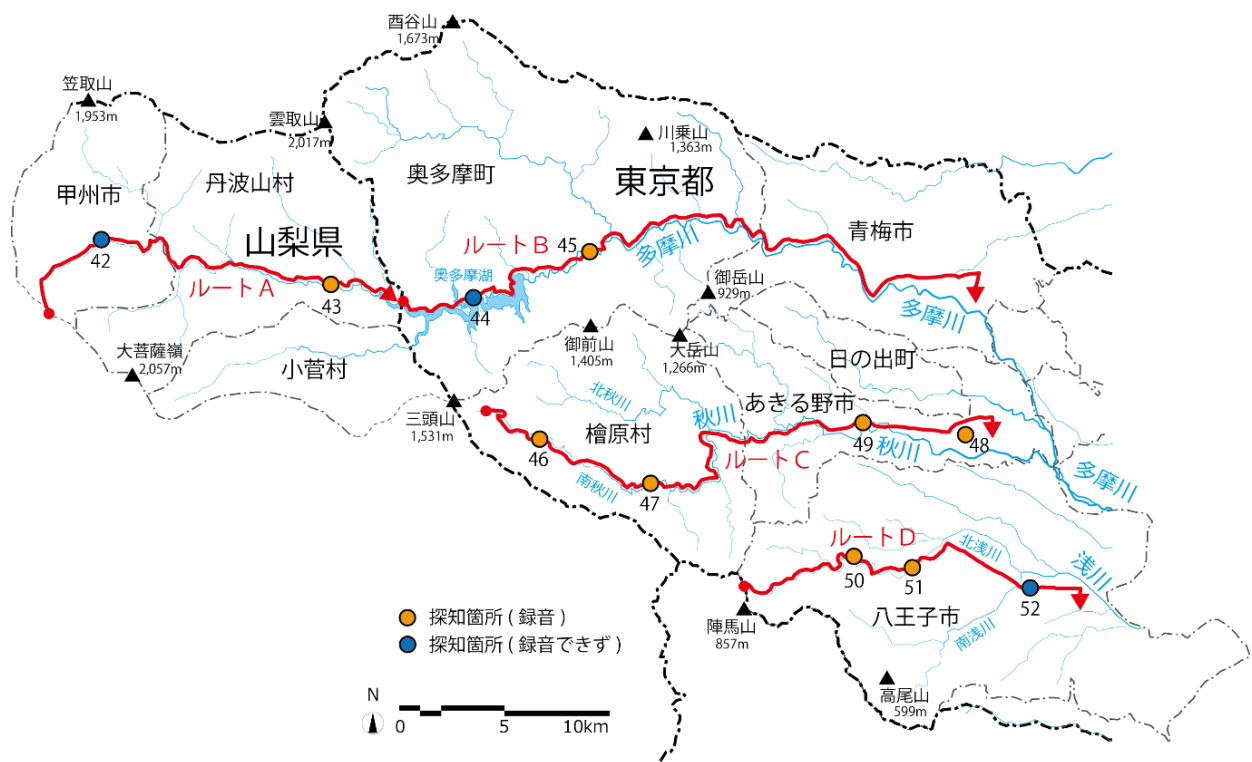 酉谷山
1,673m
笠取山
1,953m
雲取山
2,017m
川乗山
1,363m
奥多摩町
東京都
丹波山村
甲州市
青梅市
山梨県
ルートB
45
多摩川
42
奥多摩湖
御岳山
929m
ルートA
43
44
多摩川
御前山
1,405m
大岳山
1,266m
大菩薩嶺
2,057m
小菅村
日の出町
北秋川
三頭山
1,531m
あきる野市
秋川
檜原村
46
49
48
秋川
ルートC
南秋川
47
多摩川
ルートD
北浅川
浅川
50
51
52
八王子市
陣馬山
857m
南浅川
探知箇所(録音)
探知箇所(録音できず)
高尾山
599m
N
0
5
10km